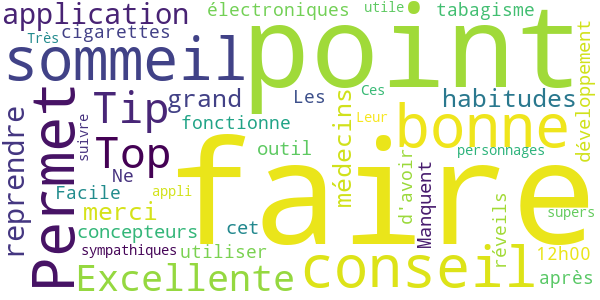 application
électroniques
utile
tabagisme
Très
cigarettes
sommeil
point
Permet
Tip
grand
Les
Ces
habitudes
développement
reprendre
suivre
Top
fonctionne
médecins
Leur
bonne
Ne
outil
personnages
Facile
appli
faire
d'avoir
Manquent
merci
supers
concepteurs
cet
réveils
sympathiques
utiliser
conseil
12h00
Excellente
après